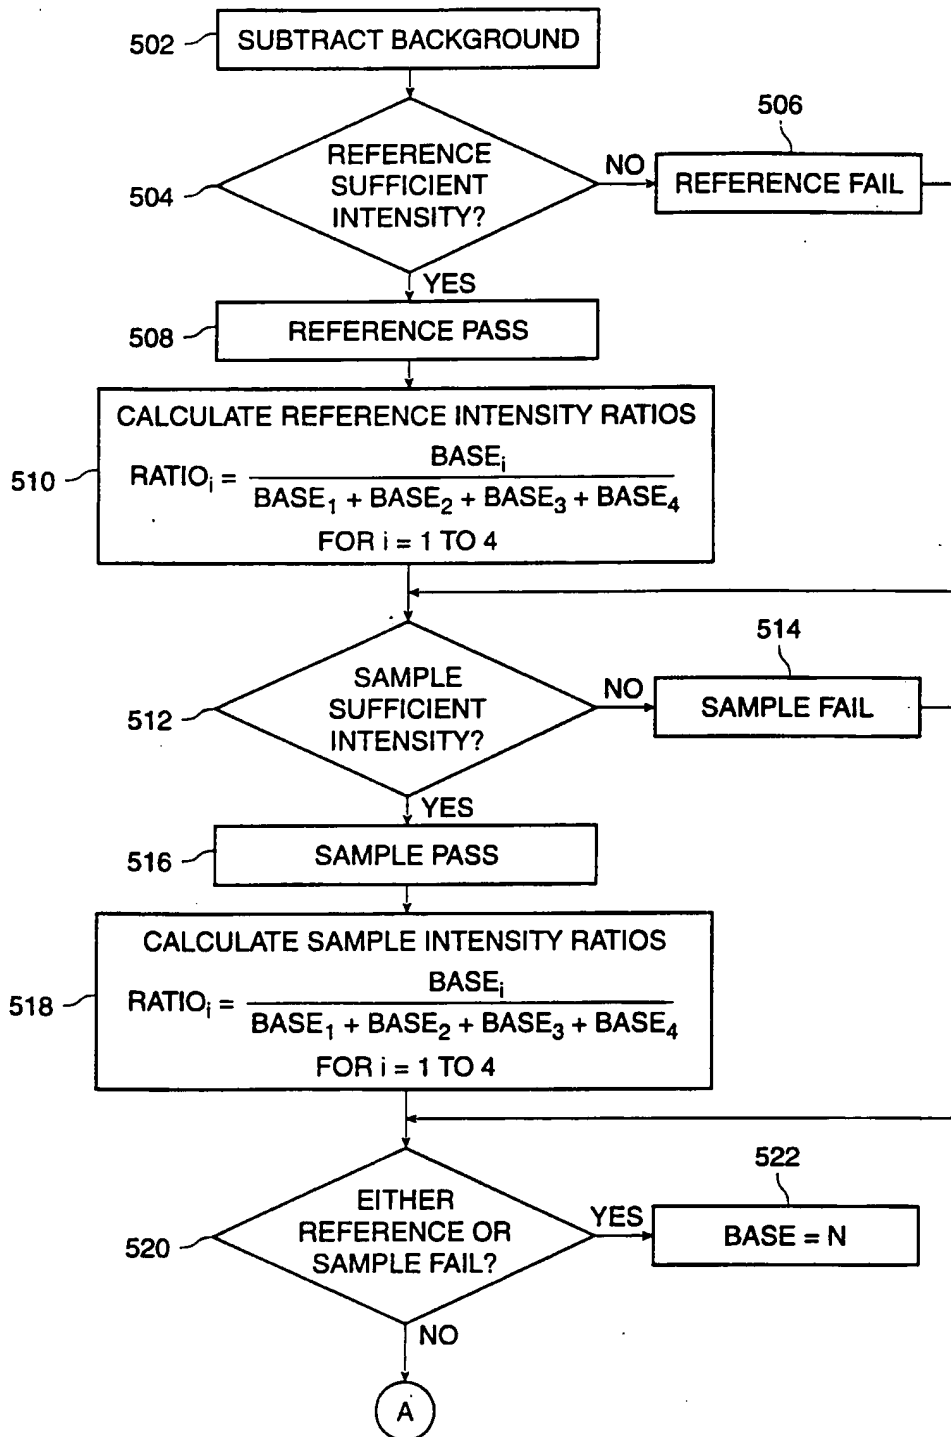 502
SUBTRACT BACKGROUND
504
REFERENCE
SUFFICIENT
INTENSITY?
NO
506
REFERENCE FAIL
YES
508
REFERENCE PASS
510
CALCULATE REFERENCE INTENSITY RATIOS
RATIOi = BASEi
BASE1 + BASE2 + BASE3 + BASE4
FOR i = 1 TO 4
512
SAMPLE
SUFFICIENT
INTENSITY?
NO
514
SAMPLE FAIL
YES
516
SAMPLE PASS
518
CALCULATE SAMPLE INTENSITY RATIOS
RATIOi = BASEi
BASE1 + BASE2 + BASE3 + BASE4
FOR i = 1 TO 4
520
EITHER
REFERENCE OR
SAMPLE FAIL?
YES
522
BASE = N
NO
A